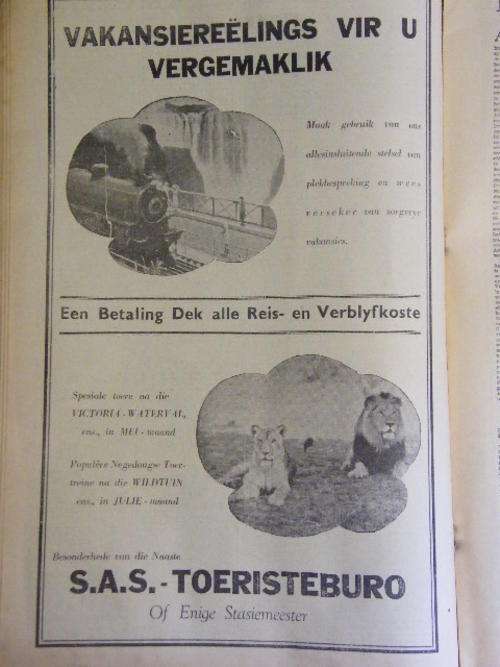 VAKANSIEREËLINGS VIR U
VERGEMAKLIK
Maak gebruik van ons
allesinsluitende stelsel van
plekbespreking en wees
verseker van sorgvrye
vakansies.
Een Betaling Dek alle Reis- en Verblyfkoste
Spesiale toere na die
VICTORIA-WATERVAL,
ens., in MEI-maand
Populêre Negedaagse Toer-
treine na die WILDTUIN
ens., in JULIE-maand
Besonderhede van die Naaste
S.A.S.-TOERISTEBURO
Of Enige Stasiemeester